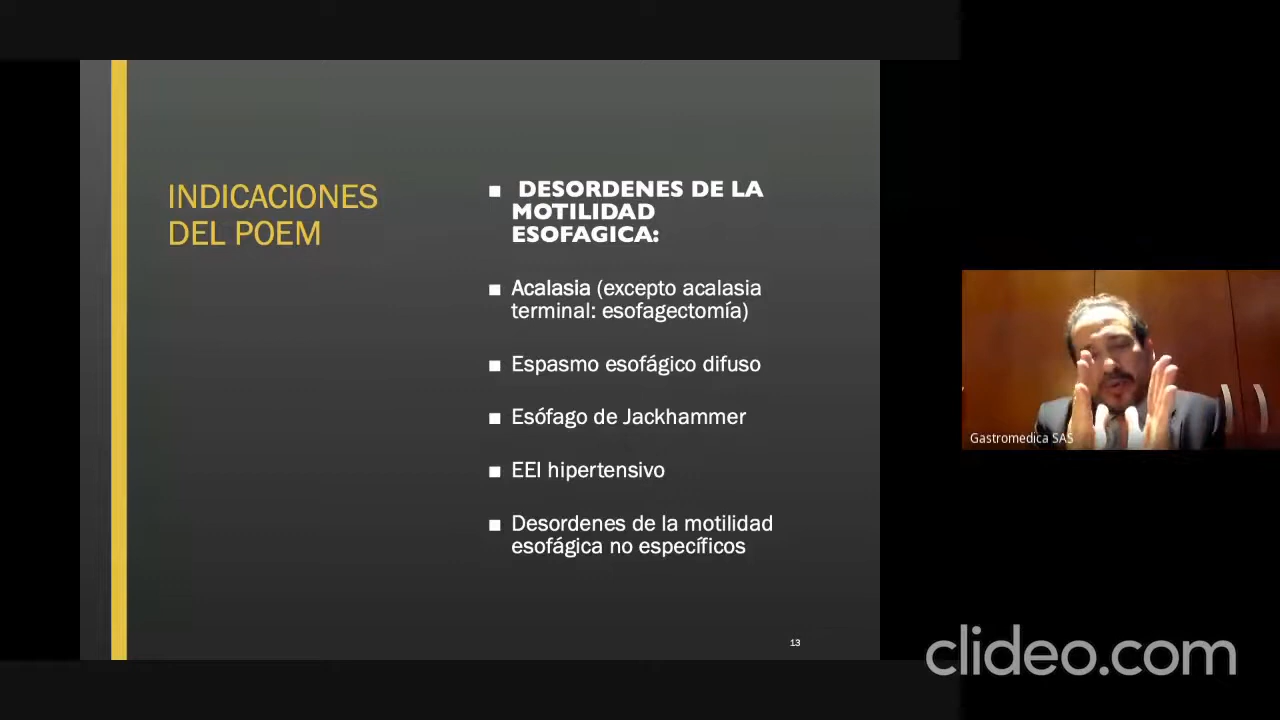 INDICACIONES
DEL POEM
■ DESORDENES DE LA
MOTILIDAD
ESOFAGICA:
■ Acalasia (excepto acalasia
terminal: esofagectomía)
■ Espasmo esofágico difuso
■ Esófago de Jackhammer
■ EEI hipertensivo
■ Desordenes de la motilidad
esofágica no específicos
13
Gastromedica SAS
clideo.com